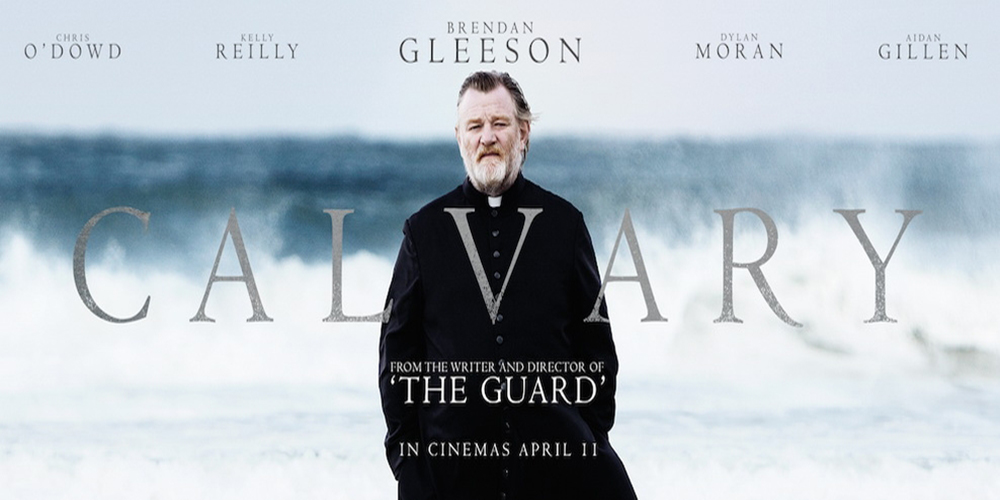 CHRIS
O'DOWD
KELLY
REILLY
BRENDAN
GLEESON
DYLAN
MORAN
AIDAN
GILLEN
CALVARY
FROM THE WRITER AND DIRECTOR OF
'THE GUARD'
IN CINEMAS APRIL 11